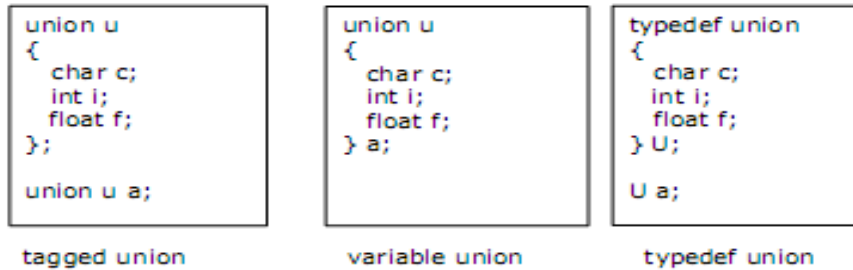 union u
{
char c;
int i;
float f;
};
union u a;
tagged union
union u
{
char c;
int i;
float f;
} a;
variable union
typedef union
{
char c;
int i;
float f;
} U;
U a;
typedef union